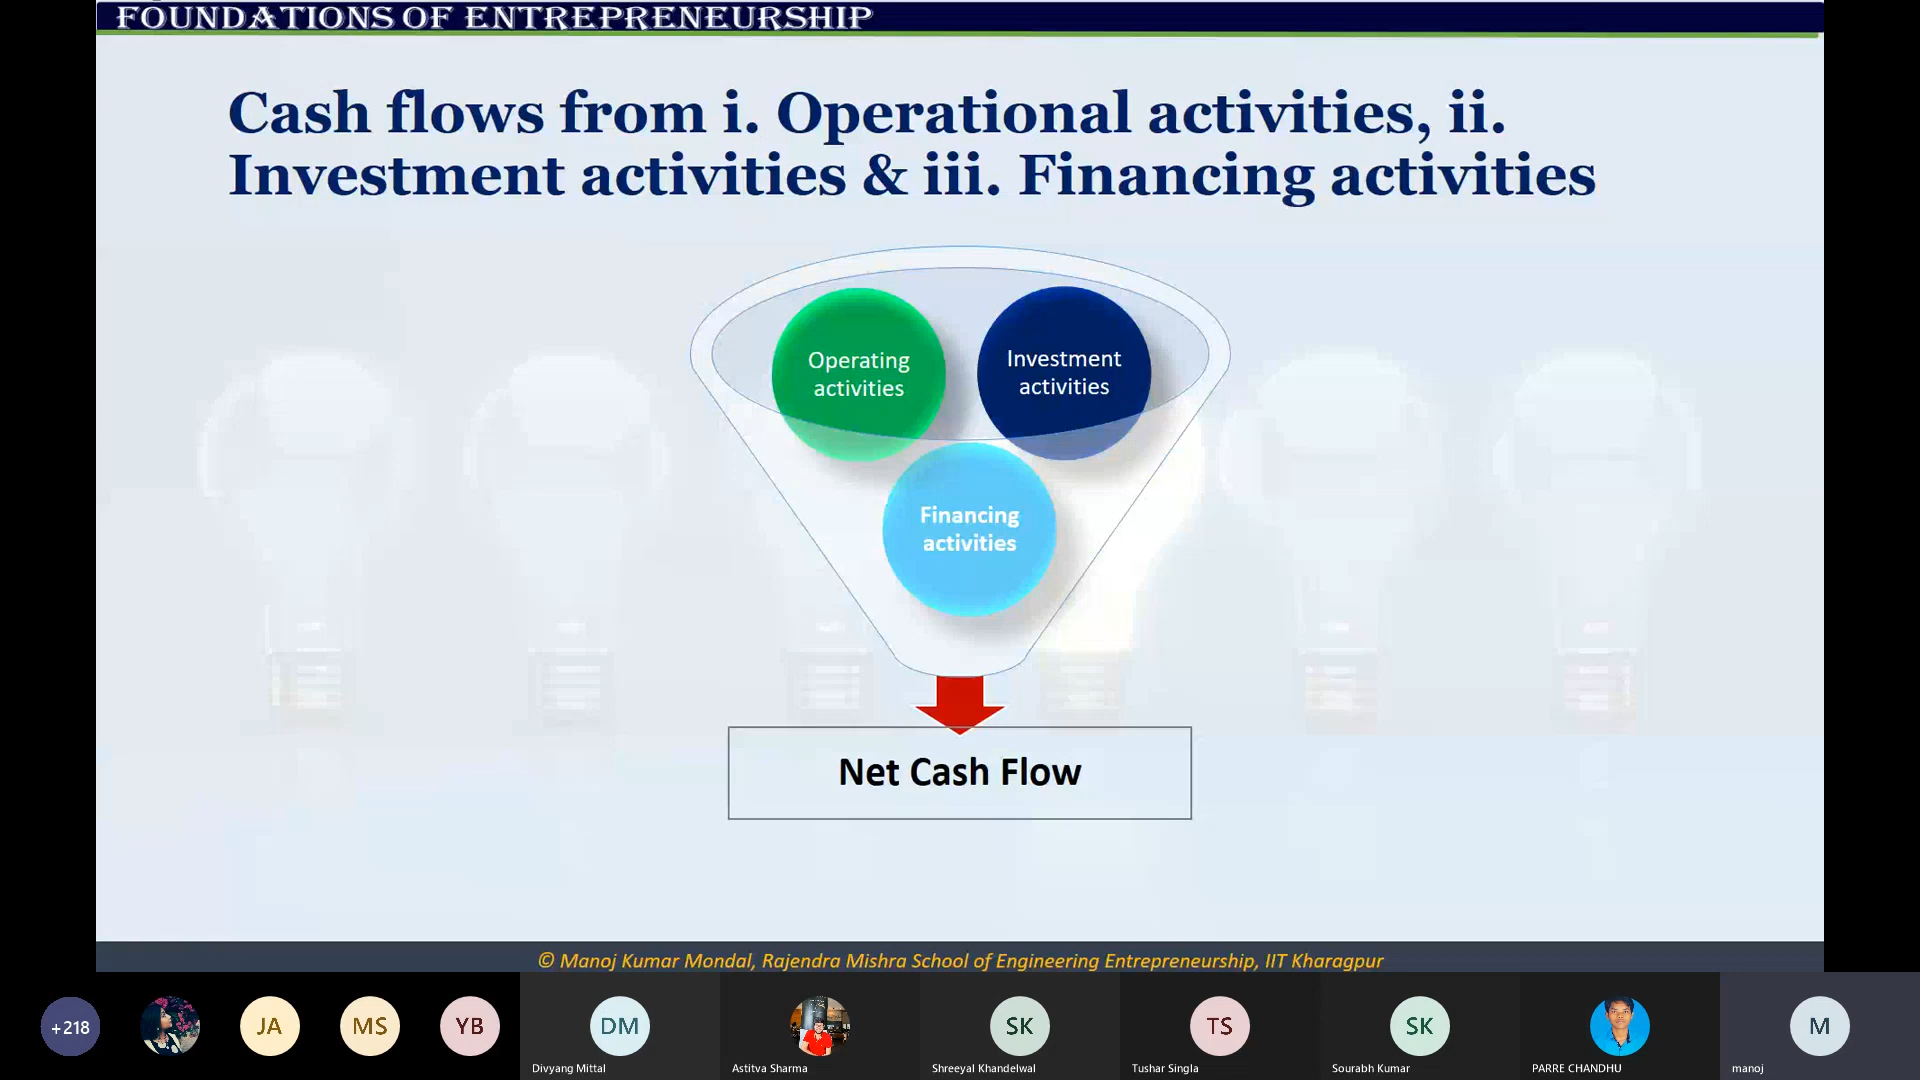 FOUNDATIONS OF ENTREPRENEURSHIP
Cash flows from i. Operational activities, ii.
Investment activities & iii. Financing activities
Operating
activities
Investment
activities
Financing
activities
Net Cash Flow
© Manoj Kumar Mondal, Rajendra Mishra School of Engineering Entrepreneurship, IIT Kharagpur
+218
JA
MS
YB
DM
Divyang Mittal
Astitva Sharma
SK
Shreeyal Khandelwal
TS
Tushar Singla
SK
Sourabh Kumar
PARRE CHANDHU
M
manoj